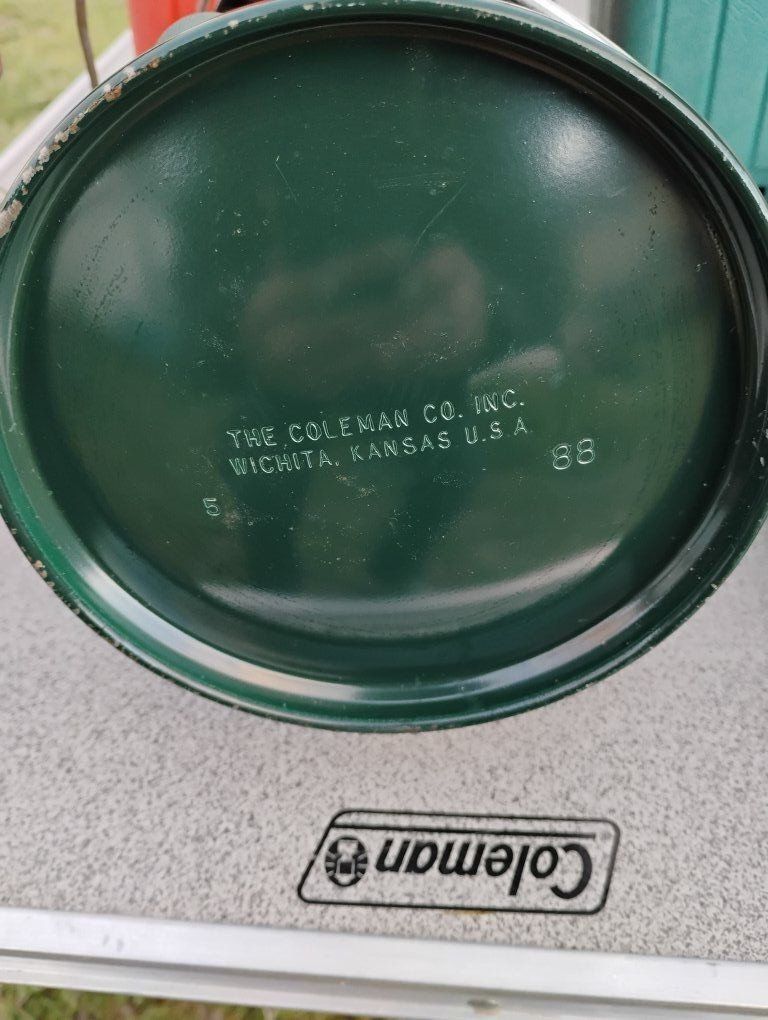 THE COLEMAN CO. INC.
WICHITA, KANSAS U.S.A.
5 88
Coleman